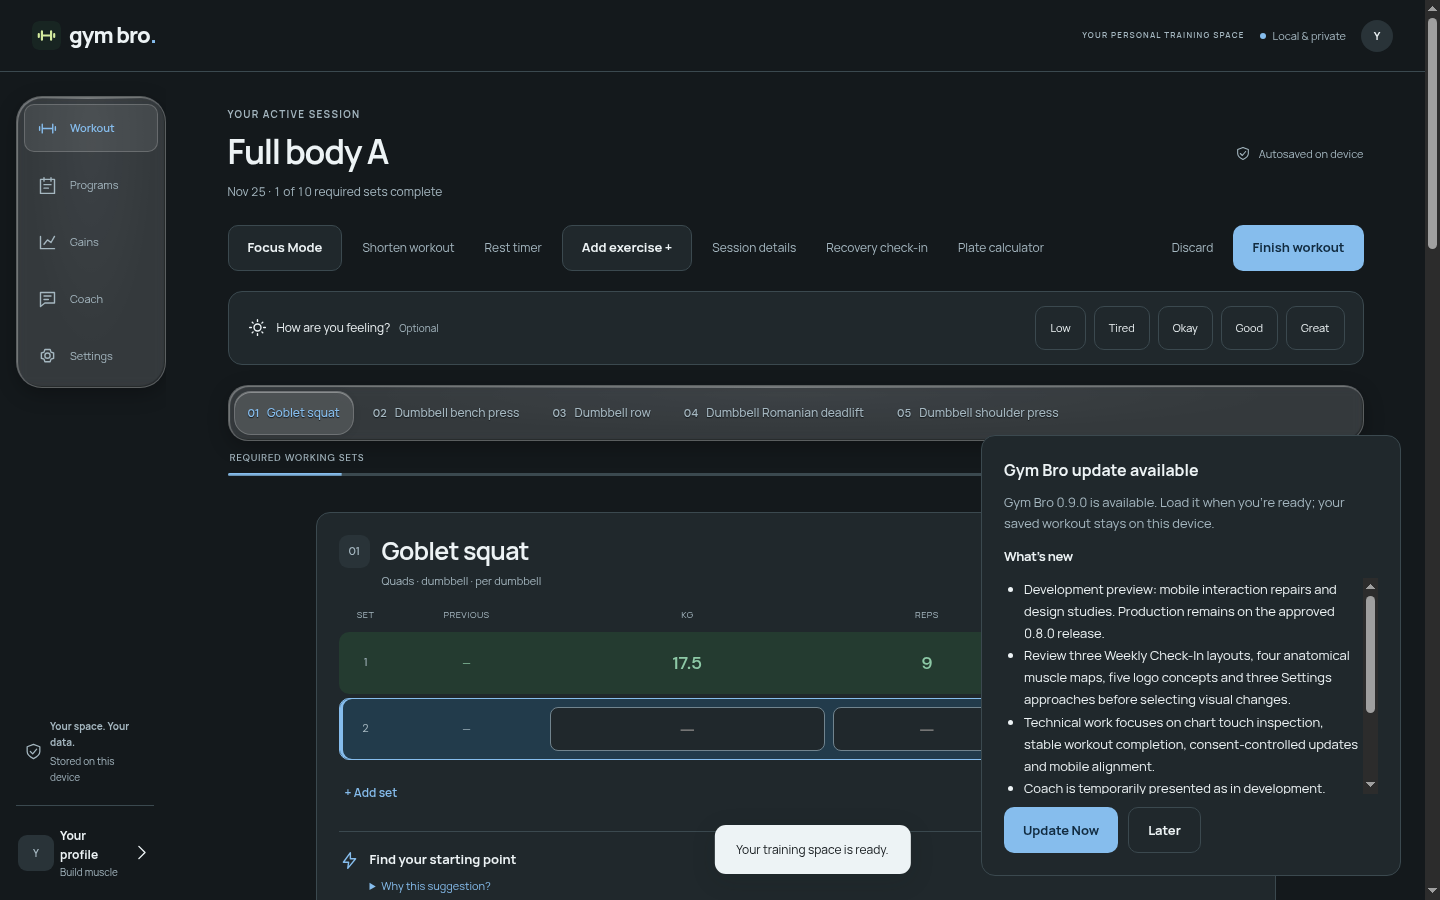 gym bro.
YOUR PERSONAL TRAINING SPACE
Local & private
Y
Workout
Programs
Gains
Coach
Settings
Your space. Your
data.
Stored on this
device
Y
Your
profile
Build muscle
YOUR ACTIVE SESSION
Full body A
Nov 25 · 1 of 10 required sets complete
Autosaved on device
Focus Mode
Shorten workout
Rest timer
Add exercise +
Session details
Recovery check-in
Plate calculator
Discard
Finish workout
How are you feeling? Optional
Low
Tired
Okay
Good
Great
01 Goblet squat
02 Dumbbell bench press
03 Dumbbell row
04 Dumbbell Romanian deadlift
05 Dumbbell shoulder press
REQUIRED WORKING SETS
01
Goblet squat
Quads · dumbbell · per dumbbell
SET PREVIOUS KG REPS
1 — 17.5 9
2 — — —
+ Add set
Find your starting point
Why this suggestion?
Your training space is ready.
Gym Bro update available
Gym Bro 0.9.0 is available. Load it when you're ready; your
saved workout stays on this device.
What's new
Development preview: mobile interaction repairs and
design studies. Production remains on the approved
0.8.0 release.
Review three Weekly Check-In layouts, four anatomical
muscle maps, five logo concepts and three Settings
approaches before selecting visual changes.
Technical work focuses on chart touch inspection,
stable workout completion, consent-controlled updates
and mobile alignment.
Coach is temporarily presented as in development.
Update Now
Later